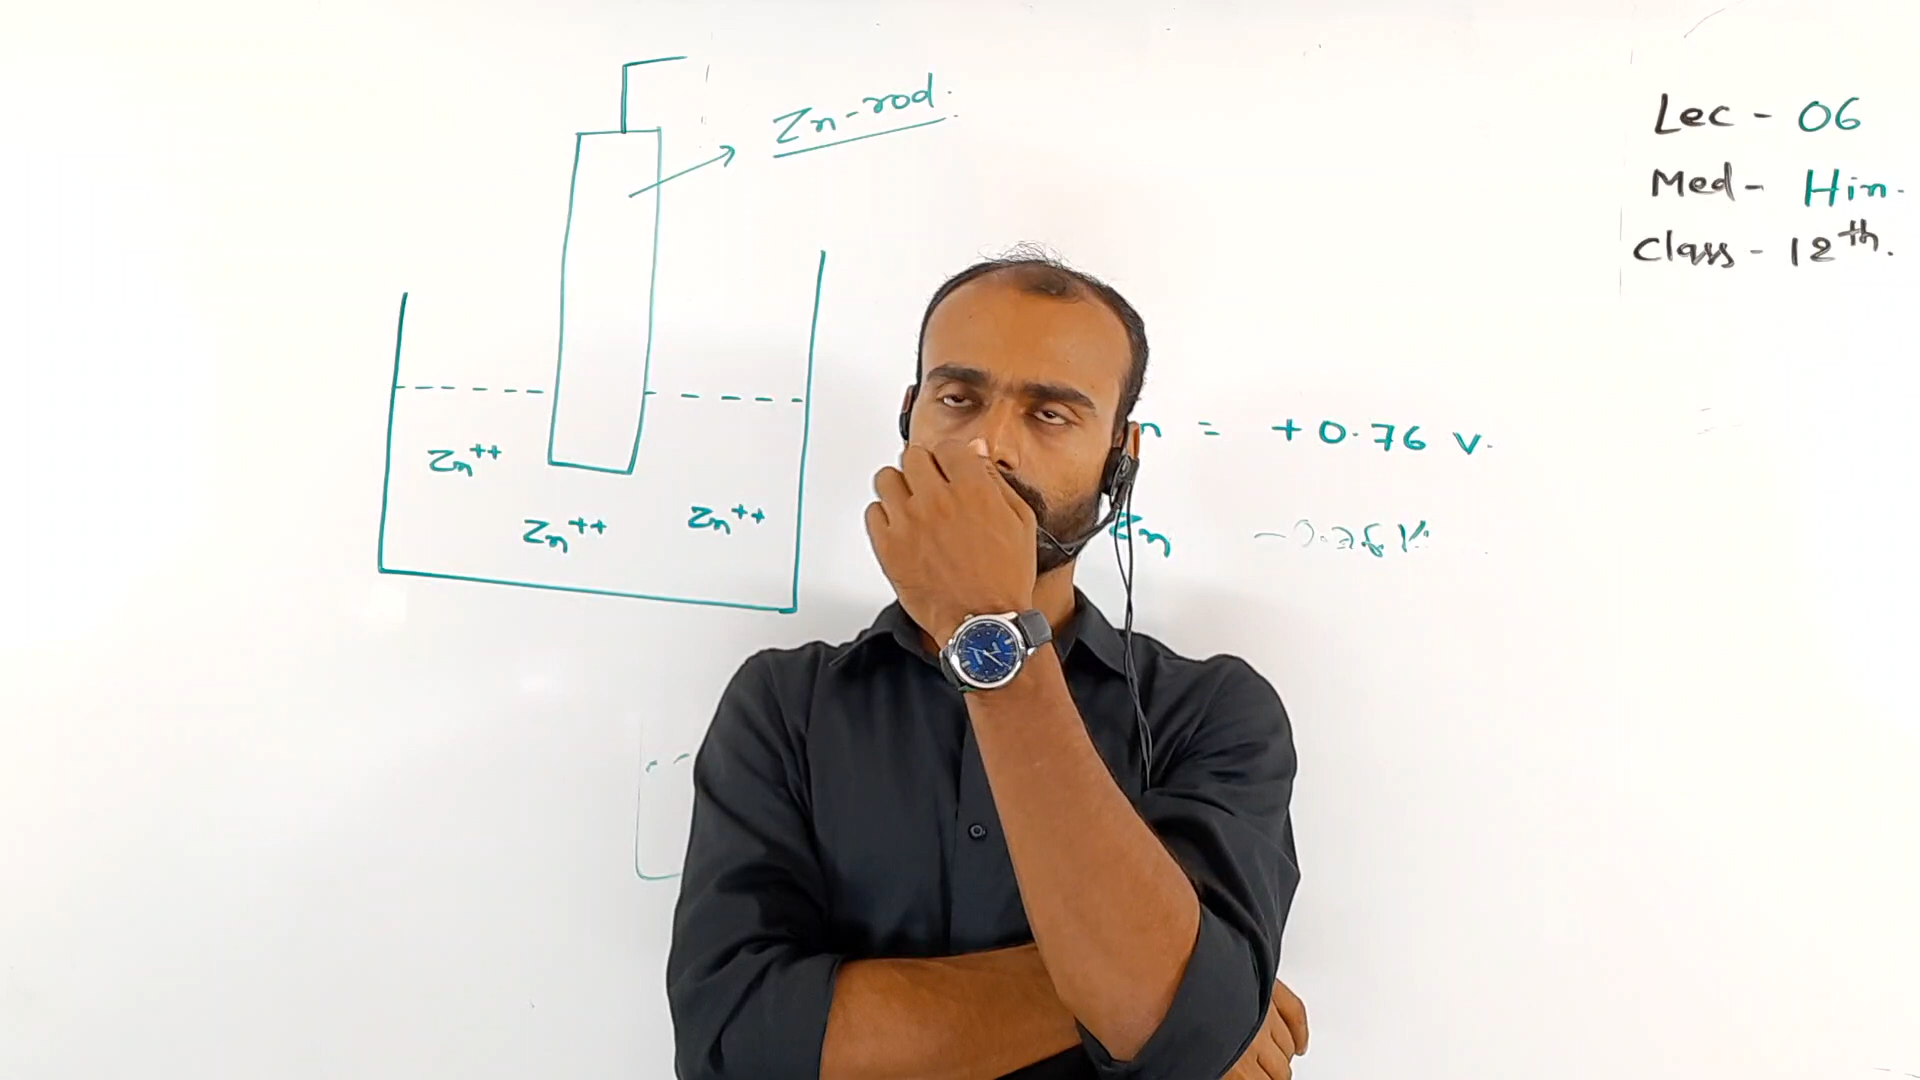 Zn-rod.
Lec - 06
Med - Hin.
Class - 12th.
n = +0.76 V.
Zn++
Zn++
Zn++
Zn